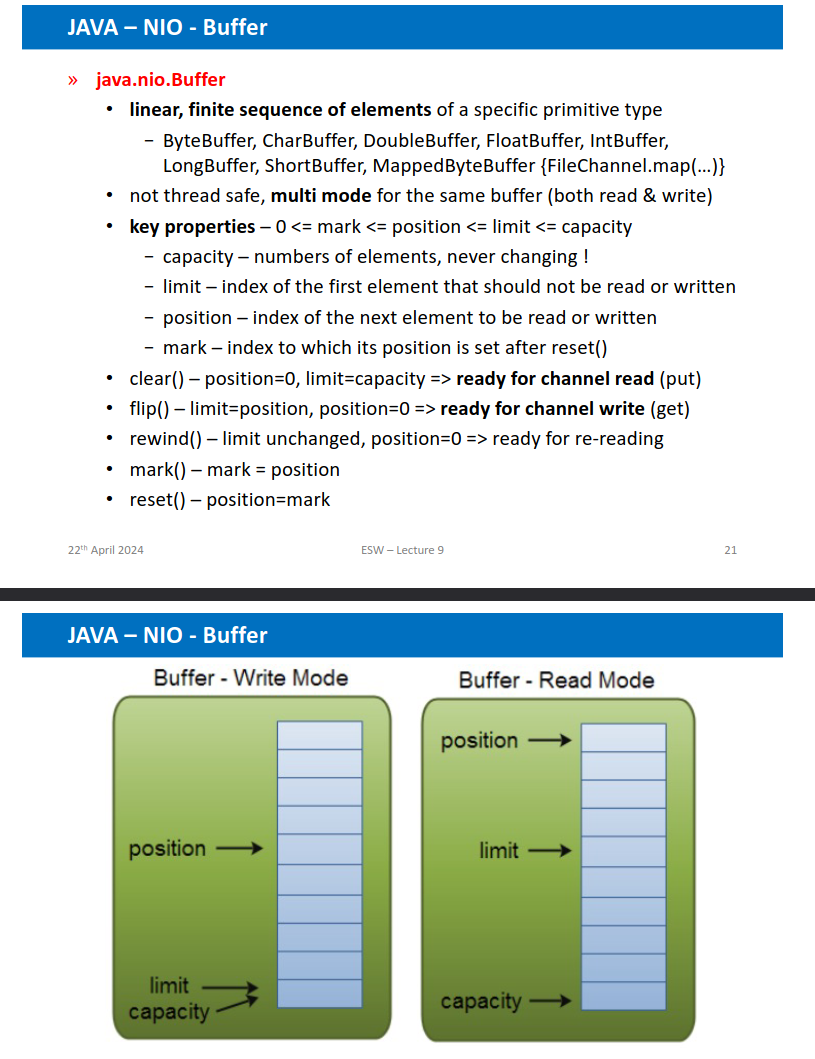 JAVA – NIO - Buffer
» java.nio.Buffer
• linear, finite sequence of elements of a specific primitive type
– ByteBuffer, CharBuffer, DoubleBuffer, FloatBuffer, IntBuffer,
LongBuffer, ShortBuffer, MappedByteBuffer {FileChannel.map(...)}
• not thread safe, multi mode for the same buffer (both read & write)
• key properties – 0 <= mark <= position <= limit <= capacity
– capacity – numbers of elements, never changing !
– limit – index of the first element that should not be read or written
– position – index of the next element to be read or written
– mark – index to which its position is set after reset()
• clear() – position=0, limit=capacity => ready for channel read (put)
• flip() – limit=position, position=0 => ready for channel write (get)
• rewind() – limit unchanged, position=0 => ready for re-reading
• mark() – mark = position
• reset() – position=mark
22th April 2024
ESW – Lecture 9
21
JAVA – NIO - Buffer
Buffer - Write Mode
position
limit
capacity
Buffer - Read Mode
position
limit
capacity